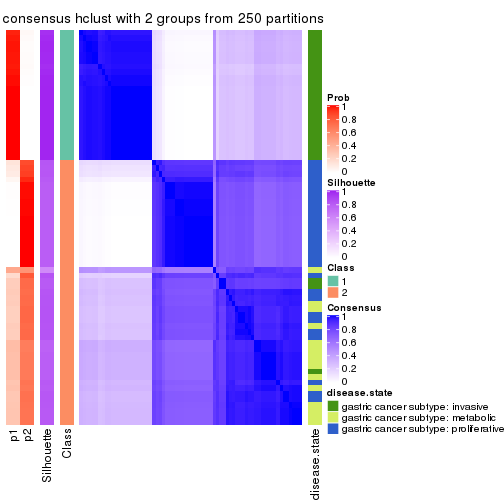 consensus hclust with 2 groups from 250 partitions
Prob
1
0.8
0.6
0.4
0.2
0
Silhouette
1
0.8
0.6
0.4
0.2
0
Class
1
2
Consensus
1
0.8
0.6
0.4
0.2
0
disease.state
gastric cancer subtype: invasive
gastric cancer subtype: metabolic
gastric cancer subtype: proliferative
p1
p2
Silhouette
Class
disease.state